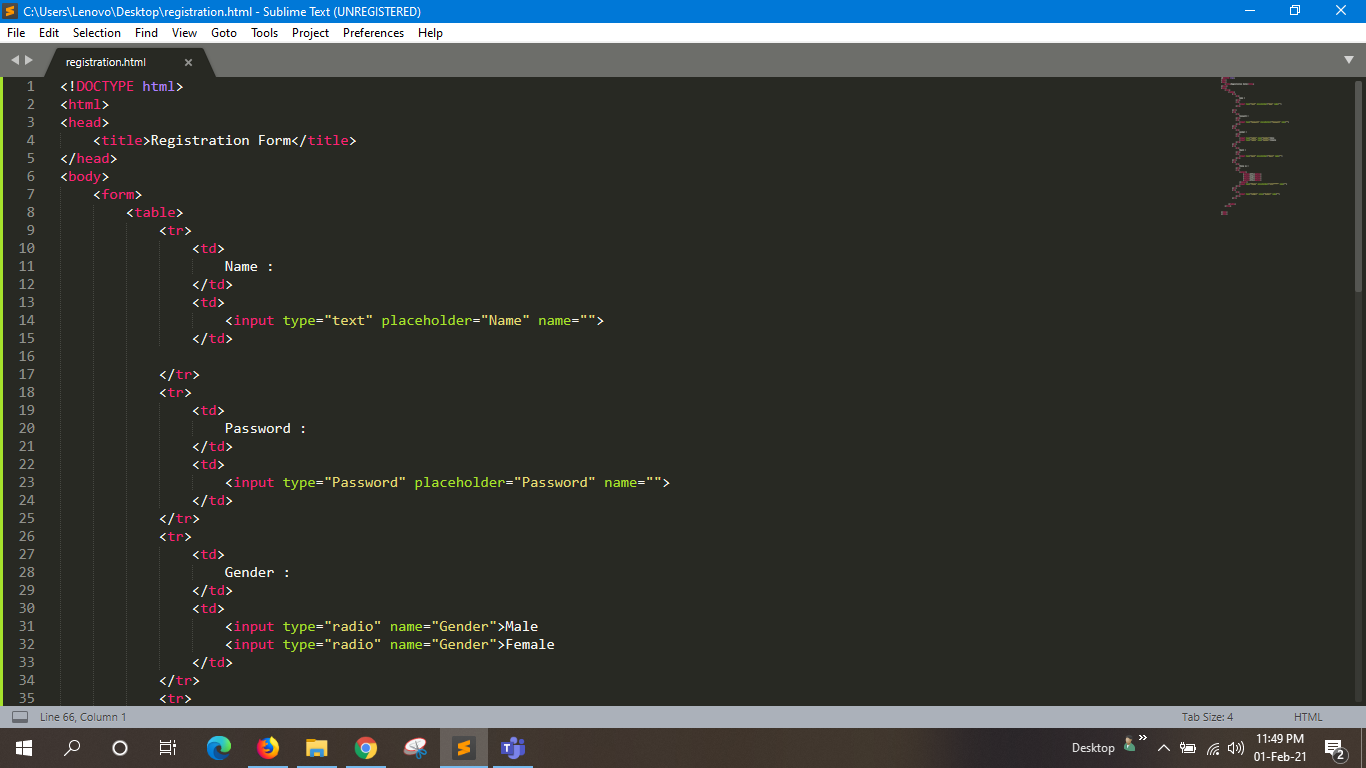 C:\Users\Lenovo\Desktop\registration.html - Sublime Text (UNREGISTERED)
File Edit Selection Find View Goto Tools Project Preferences Help
registration.html
1 <!DOCTYPE html>
2 <html>
3 <head>
4 <title>Registration Form</title>
5 </head>
6 <body>
7 <form>
8 <table>
9 <tr>
10 <td>
11 Name :
12 </td>
13 <td>
14 <input type="text" placeholder="Name" name="">
15 </td>
16
17 </tr>
18 <tr>
19 <td>
20 Password :
21 </td>
22 <td>
23 <input type="Password" placeholder="Password" name="">
24 </td>
25 </tr>
26 <tr>
27 <td>
28 Gender :
29 </td>
30 <td>
31 <input type="radio" name="Gender">Male
32 <input type="radio" name="Gender">Female
33 </td>
34 </tr>
35 <tr>
Line 66, Column 1 Tab Size: 4 HTML
Desktop
11:49 PM
01-Feb-21
2